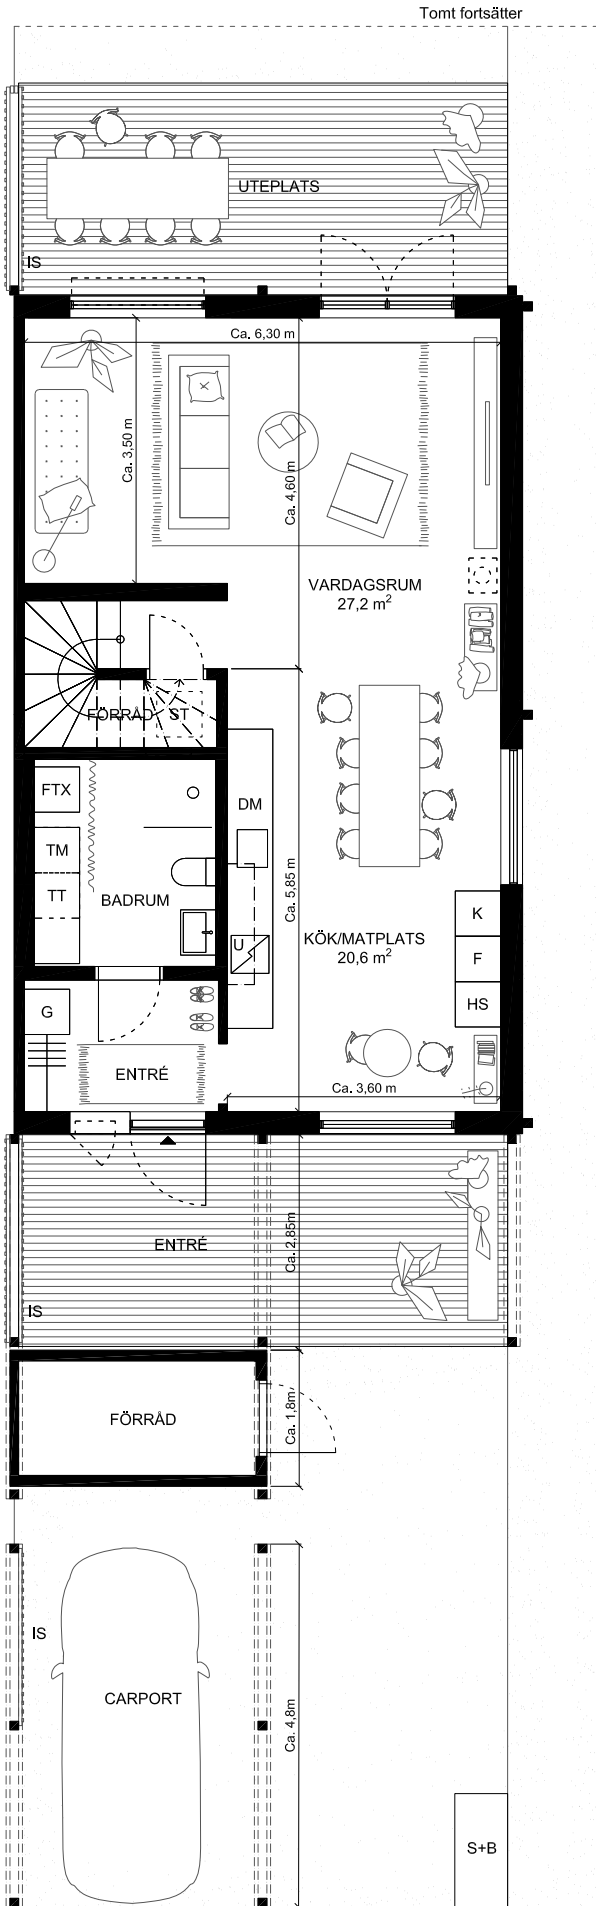 Tomt fortsätter
UTEPLATS
IS
Ca. 6,30 m
Ca. 3,50 m
Ca. 4,60 m
VARDAGSRUM
27,2 m²
FÖRRÅD
ST
FTX
DM
TM
TT
BADRUM
Ca. 5,85 m
K
U
KÖK/MATPLATS
20,6 m²
F
HS
G
ENTRÉ
Ca. 3,60 m
ENTRÉ
Ca. 2,85m
IS
FÖRRÅD
Ca. 1,8m
IS
CARPORT
Ca. 4,8m
S+B